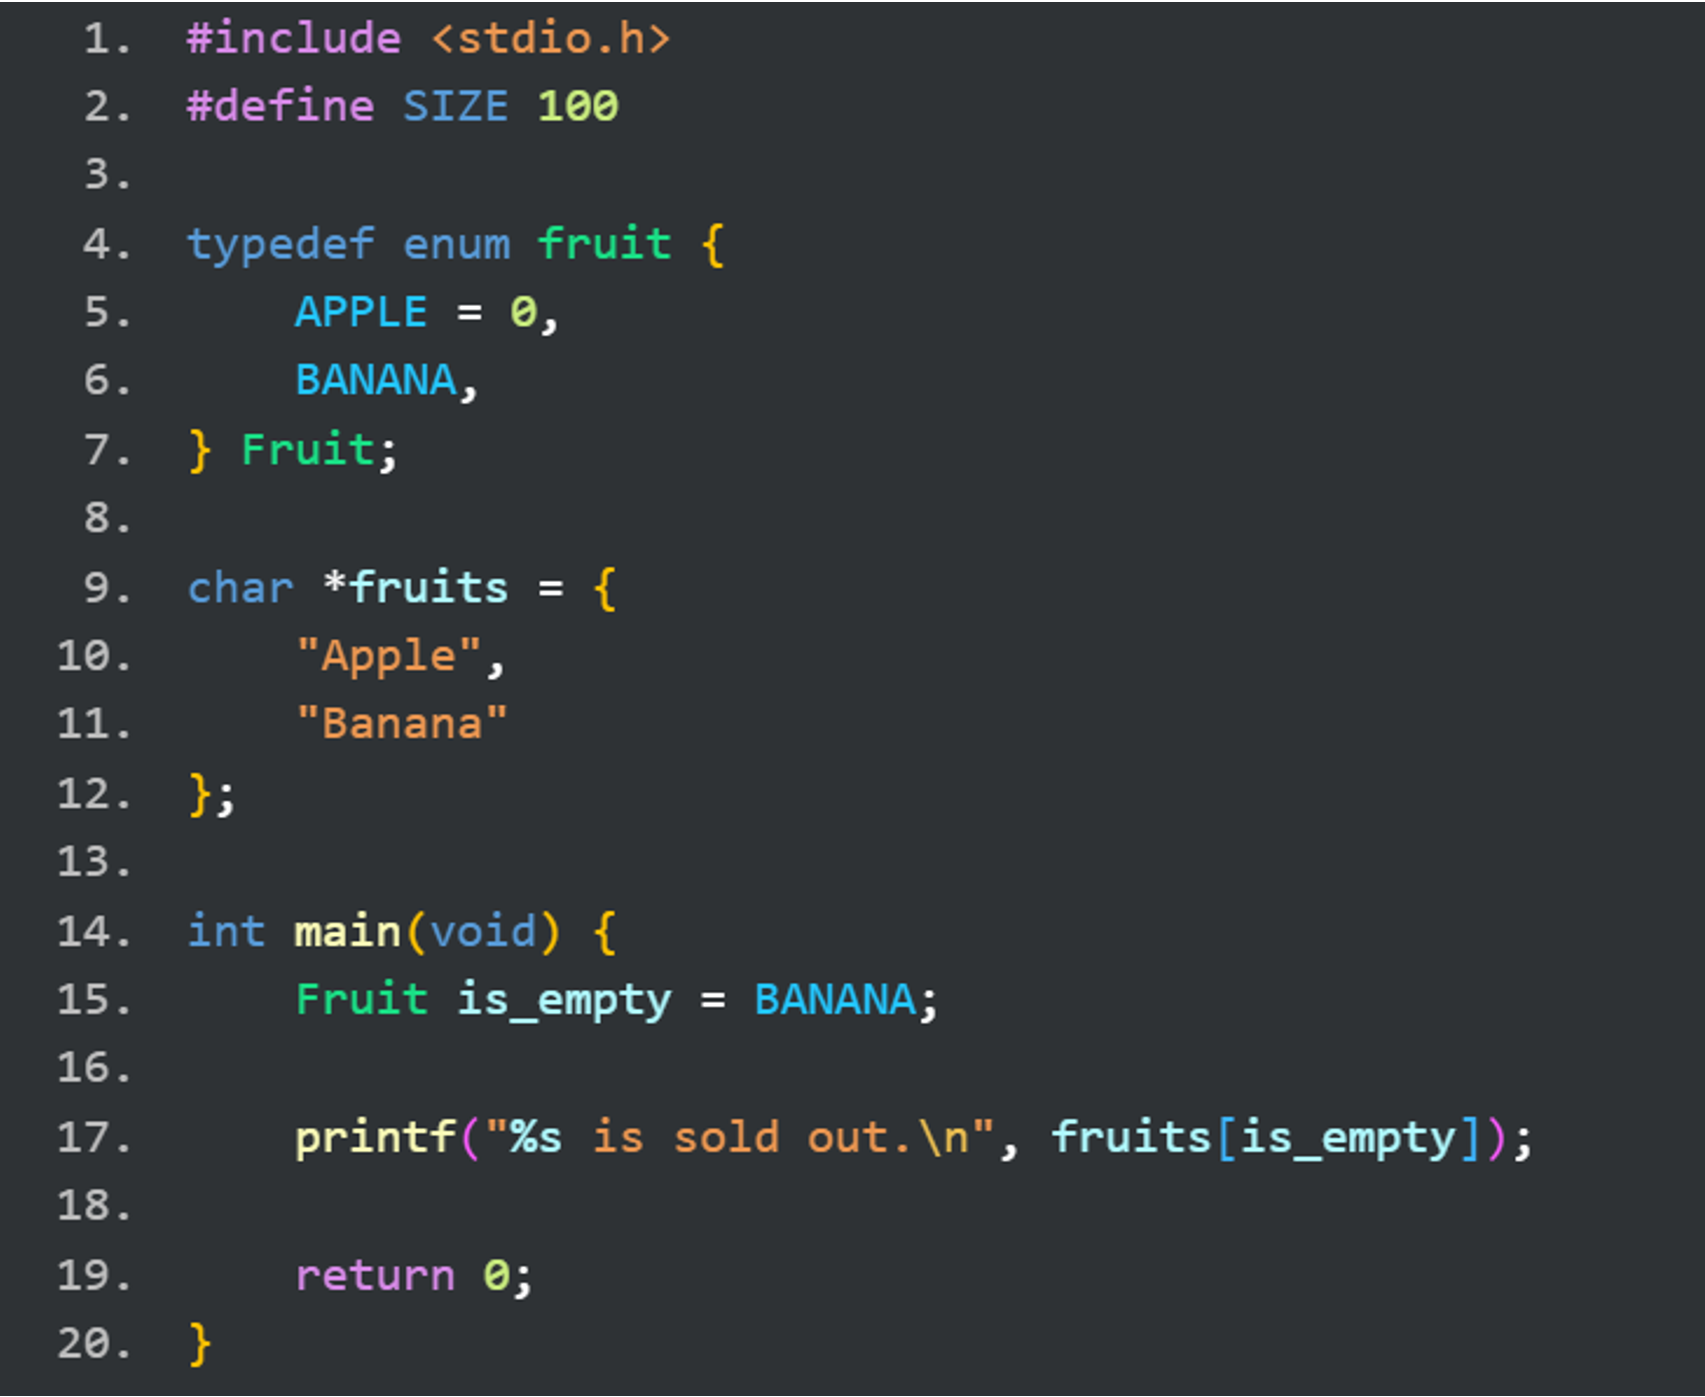 1. #include <stdio.h>
2. #define SIZE 100
3.
4. typedef enum fruit {
5.     APPLE = 0,
6.     BANANA,
7. } Fruit;
8.
9. char *fruits = {
10.     "Apple",
11.     "Banana"
12. };
13.
14. int main(void) {
15.     Fruit is_empty = BANANA;
16.
17.     printf("%s is sold out.\n", fruits[is_empty]);
18.
19.     return 0;
20. }